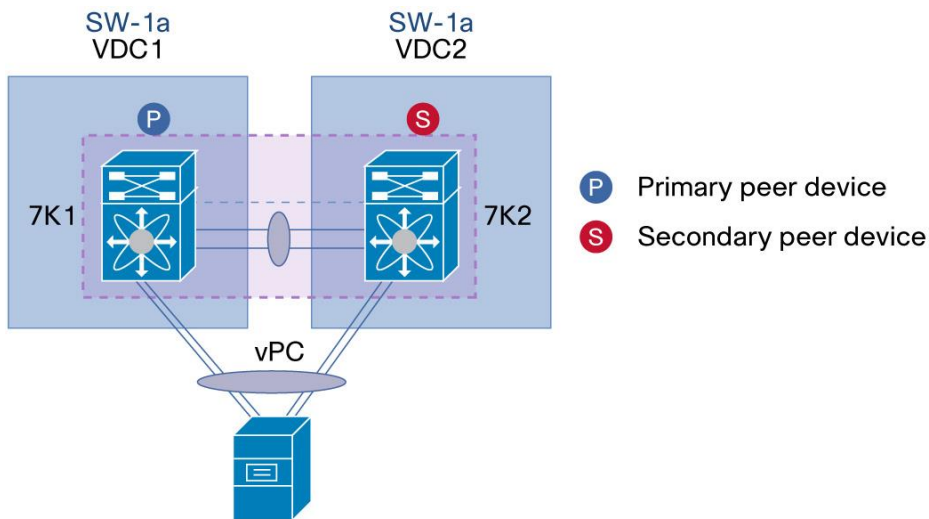 SW-1a
VDC1
SW-1a
VDC2
P
S
7K1
7K2
P Primary peer device
S Secondary peer device
vPC